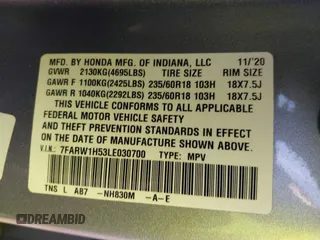 MFD. BY HONDA MFG. OF INDIANA, LLC 11/'20
GVWR 2130KG(4695LBS) TIRE SIZE RIM SIZE
GAWR F 1100KG(2425LBS) 235/60R18 103H 18X7.5J
GAWR R 1040KG(2292LBS) 235/60R18 103H 18X7.5J
THIS VEHICLE CONFORMS TO ALL APPLICABLE
FEDERAL MOTOR VEHICLE SAFETY AND THEFT
PREVENTION STANDARDS IN EFFECT ON THE
DATE OF MANUFACTURE SHOWN ABOVE.
V.I.N.: 7FARW1H53LE030700 TYPE: MPV
TNS L AB7 -NH830M -A-E
© DREAMBID